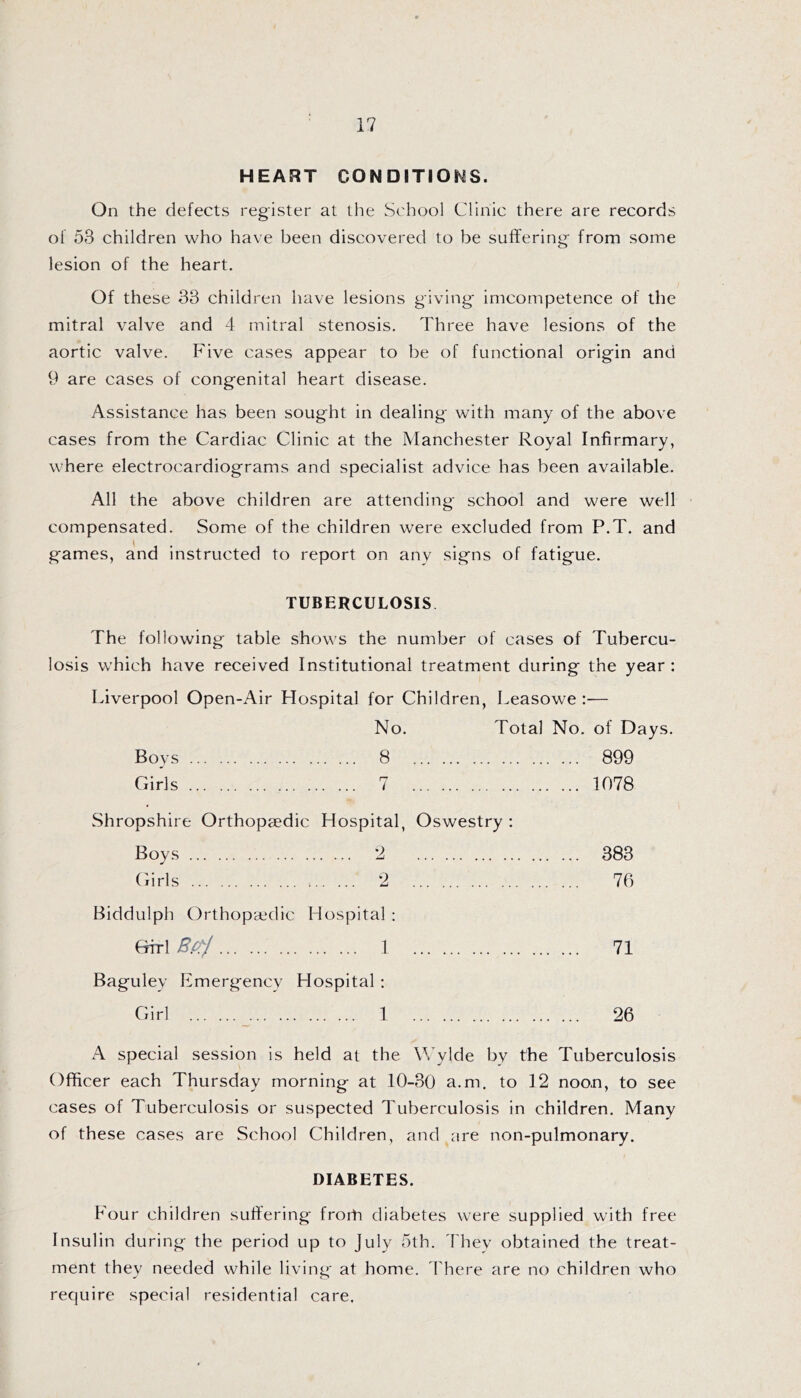 17
HEART CONDITIONS.
On the defects register at the School Clinic there are records
of 53 children who have been discovered to be suffering from some
lesion of the heart.
Of these 33 children have lesions giving imcompetence of the
mitral valve and 4 mitral stenosis. Three have lesions of the
aortic valve. Five cases appear to be of functional origin and
9 are cases of congenital heart disease.
Assistance has been sought in dealing with many of the above
cases from the Cardiac Clinic at the Manchester Royal Infirmary,
where electrocardiograms and specialist advice has been available.
All the above children are attending school and were well
compensated. Some of the children were excluded from P.T. and
games, and instructed to report on any signs of fatigue.
TUBERCULOSIS.
The following table shows the number of cases of Tubercu-
losis which have received Institutional treatment during the year :
Liverpool Open-Air Hospital for Children, Leasowe :—
No. Total No. of Days.
Boys ... ... ... ... ... ... ... 8 ... ... ... ... ... ... ... 899
Girls ... ... ... ... ... ... ... 7 ... ... ... ... ... ... ... 1078
Shropshire Orthopædic Hospital, Oswestry :
Boys ... ... ... ... ... ... ... 2 ... ... ... ... ... ... ... 383
Girls ... ... ... ... ... ... ... 2 ... ... ... ... ... ... ... 76
Biddulph Orthopædic Hospital :
Girl Boy ... ... ... ... ... ... 1 ... ... ... ... ... ... ... 71
Baguley Emergency Hospital :
Girl ... ... ... ... ... ... ... 1 ... ... ... ... ... ... ... 26
A special session is held at the Wylde by the Tuberculosis
Officer each Thursday morning at 10-30 a.m. to 12 noon, to see
cases of Tuberculosis or suspected Tuberculosis in children. Many
of these cases are School Children, and are non-pulmonary.
DIABETES.
Four children suffering from diabetes were supplied with free
Insulin during the period up to July 5th. They obtained the treat-
ment they needed while living at home. There are no children who
require special residential care.